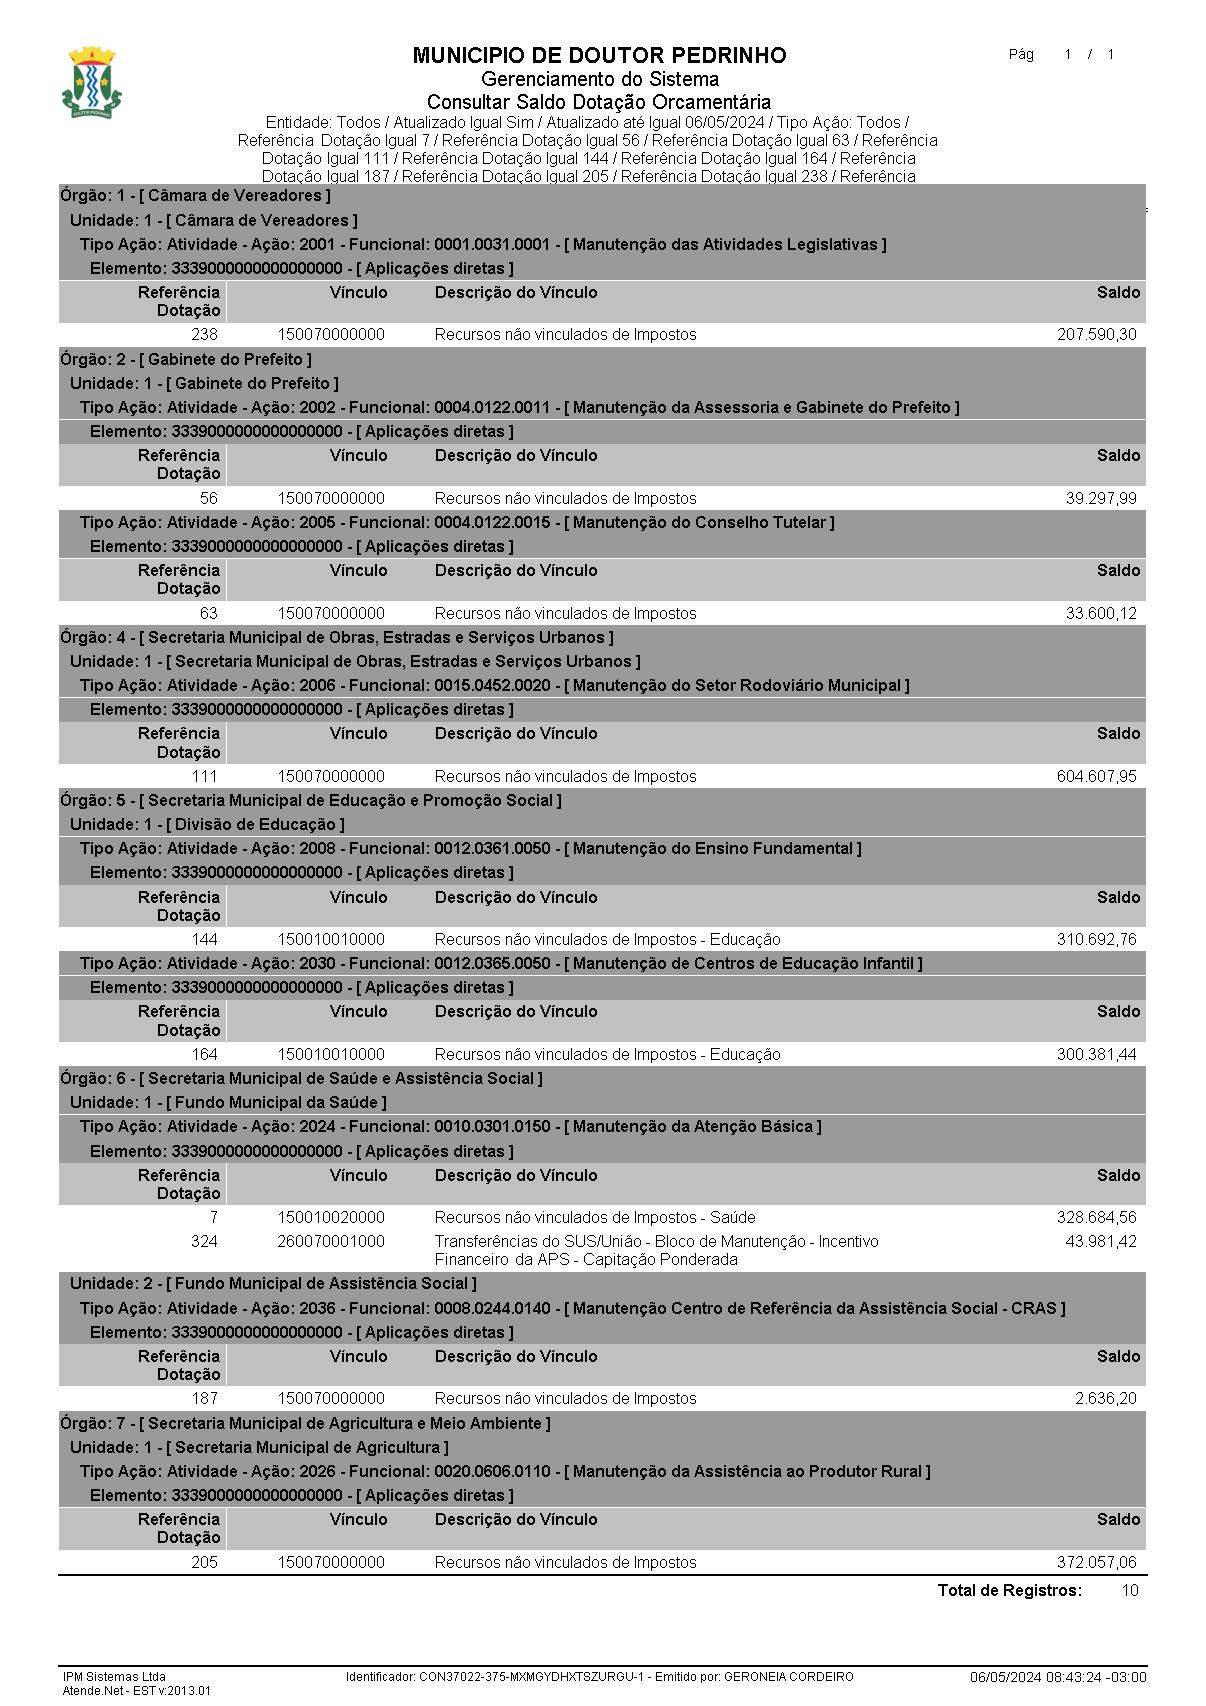 MUNICIPIO DE DOUTOR PEDRINHO
Pág 1 / 1
Gerenciamento do Sistema
Consultar Saldo Dotação Orcamentária
Entidade: Todos / Atualizado Igual Sim / Atualizado até Igual 06/05/2024 / Tipo Ação: Todos /
Referência Dotação Igual 7 / Referência Dotação Igual 56 / Referência Dotação Igual 63 / Referência
Dotação Igual 111 / Referência Dotação Igual 144 / Referência Dotação Igual 164 / Referência
Dotação Igual 187 / Referência Dotação Igual 205 / Referência Dotação Igual 238 / Referência
DOUTOR PEDRINHO
Órgão: 1 - [ Câmara de Vereadores ]
Unidade: 1 - [ Câmara de Vereadores ]
Tipo Ação: Atividade - Ação: 2001 - Funcional: 0001.0031.0001 - [ Manutenção das Atividades Legislativas ]
Elemento: 3339000000000000000 - [ Aplicações diretas ]
Referência Vínculo Descrição do Vínculo Saldo
Dotação
238 150070000000 Recursos não vinculados de Impostos 207.590,30
Órgão: 2 - [ Gabinete do Prefeito ]
Unidade: 1 - [ Gabinete do Prefeito ]
Tipo Ação: Atividade - Ação: 2002 - Funcional: 0004.0122.0011 - [ Manutenção da Assessoria e Gabinete do Prefeito ]
Elemento: 3339000000000000000 - [ Aplicações diretas ]
Referência Vínculo Descrição do Vínculo Saldo
Dotação
56 150070000000 Recursos não vinculados de Impostos 39.297,99
Tipo Ação: Atividade - Ação: 2005 - Funcional: 0004.0122.0015 - [ Manutenção do Conselho Tutelar ]
Elemento: 3339000000000000000 - [ Aplicações diretas ]
Referência Vínculo Descrição do Vínculo Saldo
Dotação
63 150070000000 Recursos não vinculados de Impostos 33.600,12
Órgão: 4 - [ Secretaria Municipal de Obras, Estradas e Serviços Urbanos ]
Unidade: 1 - [ Secretaria Municipal de Obras, Estradas e Serviços Urbanos ]
Tipo Ação: Atividade - Ação: 2006 - Funcional: 0015.0452.0020 - [ Manutenção do Setor Rodoviário Municipal ]
Elemento: 3339000000000000000 - [ Aplicações diretas ]
Referência Vínculo Descrição do Vínculo Saldo
Dotação
111 150070000000 Recursos não vinculados de Impostos 604.607,95
Órgão: 5 - [ Secretaria Municipal de Educação e Promoção Social ]
Unidade: 1 - [ Divisão de Educação ]
Tipo Ação: Atividade - Ação: 2008 - Funcional: 0012.0361.0050 - [ Manutenção do Ensino Fundamental ]
Elemento: 3339000000000000000 - [ Aplicações diretas ]
Referência Vínculo Descrição do Vínculo Saldo
Dotação
144 150010010000 Recursos não vinculados de Impostos - Educação 310.692,76
Tipo Ação: Atividade - Ação: 2030 - Funcional: 0012.0365.0050 - [ Manutenção de Centros de Educação Infantil ]
Elemento: 3339000000000000000 - [ Aplicações diretas ]
Referência Vínculo Descrição do Vínculo Saldo
Dotação
164 150010010000 Recursos não vinculados de Impostos - Educação 300.381,44
Órgão: 6 - [ Secretaria Municipal de Saúde e Assistência Social ]
Unidade: 1 - [ Fundo Municipal da Saúde ]
Tipo Ação: Atividade - Ação: 2024 - Funcional: 0010.0301.0150 - [ Manutenção da Atenção Básica ]
Elemento: 3339000000000000000 - [ Aplicações diretas ]
Referência Vínculo Descrição do Vínculo Saldo
Dotação
7 150010020000 Recursos não vinculados de Impostos - Saúde 328.684,56
324 260070001000 Transferências do SUS/União - Bloco de Manutenção - Incentivo 43.981,42
Financeiro da APS - Capitação Ponderada
Unidade: 2 - [ Fundo Municipal de Assistência Social ]
Tipo Ação: Atividade - Ação: 2036 - Funcional: 0008.0244.0140 - [ Manutenção Centro de Referência da Assistência Social - CRAS ]
Elemento: 3339000000000000000 - [ Aplicações diretas ]
Referência Vínculo Descrição do Vínculo Saldo
Dotação
187 150070000000 Recursos não vinculados de Impostos 2.636,20
Órgão: 7 - [ Secretaria Municipal de Agricultura e Meio Ambiente ]
Unidade: 1 - [ Secretaria Municipal de Agricultura ]
Tipo Ação: Atividade - Ação: 2026 - Funcional: 0020.0606.0110 - [ Manutenção da Assistência ao Produtor Rural ]
Elemento: 3339000000000000000 - [ Aplicações diretas ]
Referência Vínculo Descrição do Vínculo Saldo
Dotação
205 150070000000 Recursos não vinculados de Impostos 372.057,06
Total de Registros: 10
IPM Sistemas Ltda Identificador: CON37022-375-MXMGYDHXTSZURGU-1 - Emitido por: GERONEIA CORDEIRO 06/05/2024 08:43:24 -03:00
Atende.Net - EST v:2013.01